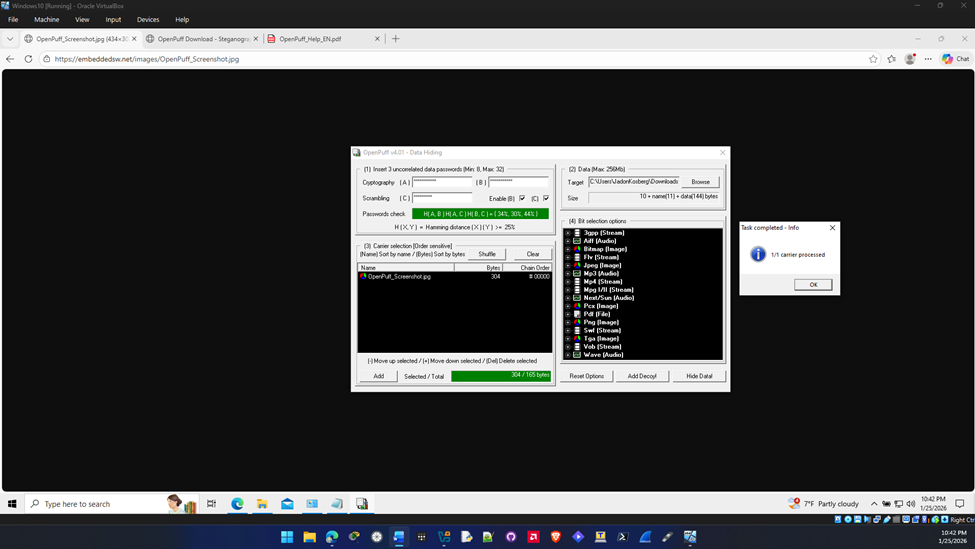 Windows10 [Running] - Oracle VirtualBox
File Machine View Input Devices Help
OpenPuff_Screenshot.jpg (434×30 OpenPuff Download - Steganogra OpenPuff_Help_EN.pdf
https://embeddedsw.net/images/OpenPuff_Screenshot.jpg
Chat
OpenPuff v4.01 - Data Hiding
(1) Insert 3 uncorrelated data passwords (Min: 8, Max: 32)
Cryptography (A) *********** (B) ***********
Scrambling (C) ********* Enable (B) (C)
Passwords check H( A, B ) H( A, C ) H( B, C ) = { 34%, 30%, 44% }
H ( X, Y ) = Hamming distance ( X ) ( Y ) >= 25%
(2) Data (Max: 256Mb)
Target C:\Users\JadonKosberg\Downloads Browse
Size 10 + name(11) + data(144) bytes
(3) Carrier selection [Order sensitive]
(Name) Sort by name / (Bytes) Sort by bytes Shuffle Clear
Name Bytes Chain Order
OpenPuff_Screenshot.jpg 304 # 00000
(-) Move up selected / (+) Move down selected / (Del) Delete selected
Add Selected / Total 304 / 165 bytes
(4) Bit selection options
3gpp (Stream)
Aiff (Audio)
Bitmap (Image)
Flv (Stream)
Jpeg (Image)
Mp3 (Audio)
Mp4 (Stream)
Mpg I/II (Stream)
Next/Sun (Audio)
Pcx (Image)
Pdf (File)
Png (Image)
Swf (Stream)
Tga (Image)
Vob (Stream)
Wave (Audio)
Reset Options Add Decoy! Hide Data!
Task completed - Info
1/1 carrier processed
OK
Type here to search
7°F Partly cloudy
10:42 PM
1/25/2026
Right Ctrl
10:42 PM
1/25/2026